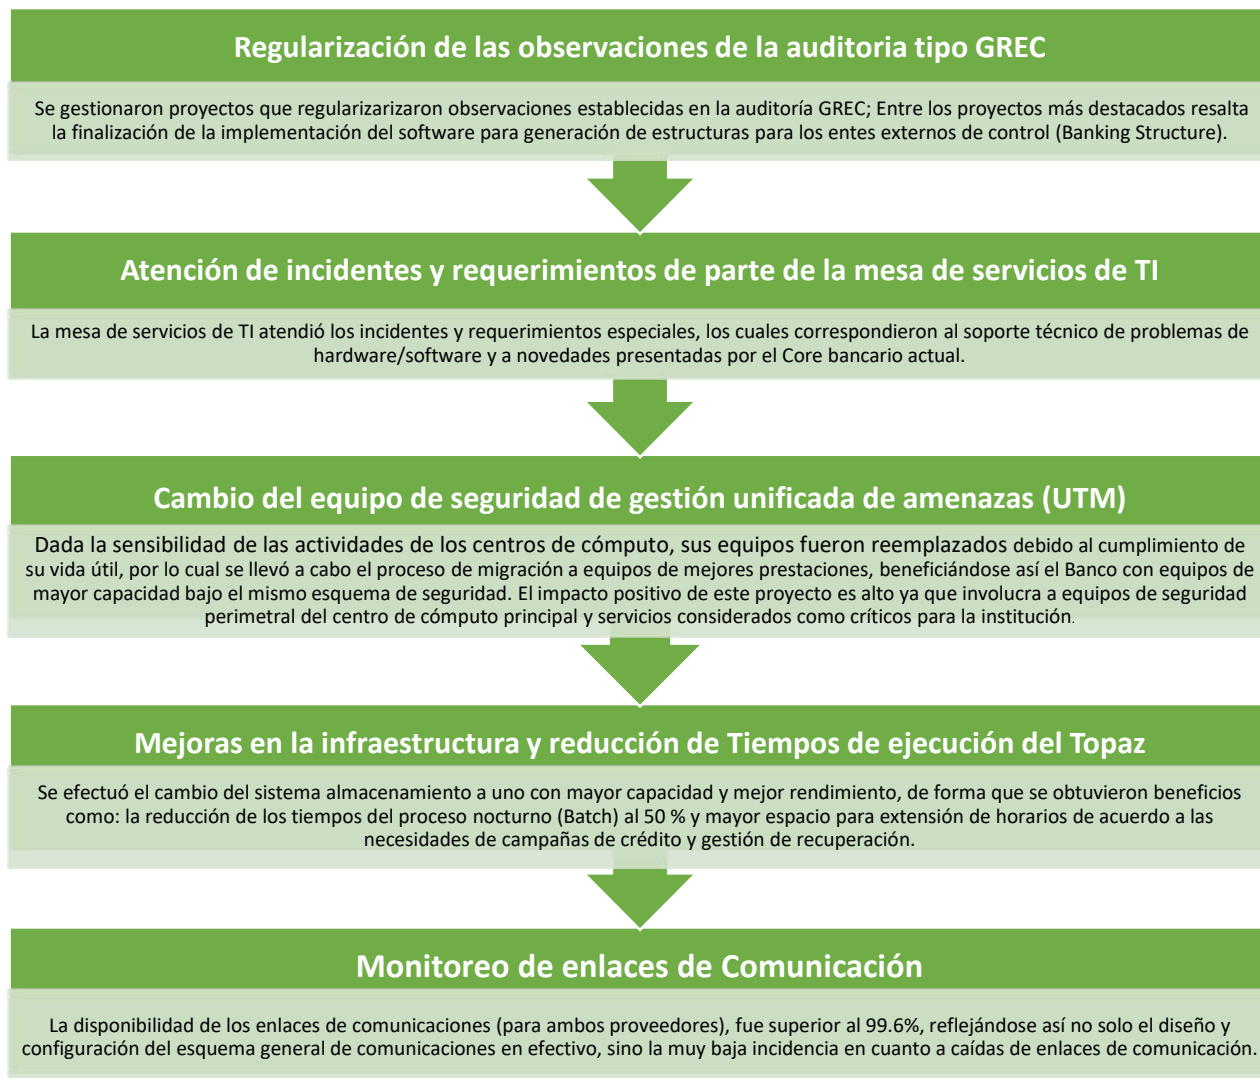 Regularización de las observaciones de la auditoria tipo GREC
Se gestionaron proyectos que regularizarizaron observaciones establecidas en la auditoría GREC; Entre los proyectos más destacados resalta
la finalización de la implementación del software para generación de estructuras para los entes externos de control (Banking Structure).
Atención de incidentes y requerimientos de parte de la mesa de servicios de TI
La mesa de servicios de TI atendió los incidentes y requerimientos especiales, los cuales correspondieron al soporte técnico de problemas de
hardware/software y a novedades presentadas por el Core bancario actual.
Cambio del equipo de seguridad de gestión unificada de amenazas (UTM)
Dada la sensibilidad de las actividades de los centros de cómputo, sus equipos fueron reemplazados debido al cumplimiento de
su vida útil, por lo cual se llevó a cabo el proceso de migración a equipos de mejores prestaciones, beneficiándose así el Banco con equipos de
mayor capacidad bajo el mismo esquema de seguridad. El impacto positivo de este proyecto es alto ya que involucra a equipos de seguridad
perimetral del centro de cómputo principal y servicios considerados como críticos para la institución.
Mejoras en la infraestructura y reducción de Tiempos de ejecución del Topaz
Se efectuó el cambio del sistema almacenamiento a uno con mayor capacidad y mejor rendimiento, de forma que se obtuvieron beneficios
como: la reducción de los tiempos del proceso nocturno (Batch) al 50 % y mayor espacio para extensión de horarios de acuerdo a las
necesidades de campañas de crédito y gestión de recuperación.
Monitoreo de enlaces de Comunicación
La disponibilidad de los enlaces de comunicaciones (para ambos proveedores), fue superior al 99.6%, reflejándose así no solo el diseño y
configuración del esquema general de comunicaciones en efectivo, sino la muy baja incidencia en cuanto a caídas de enlaces de comunicación.